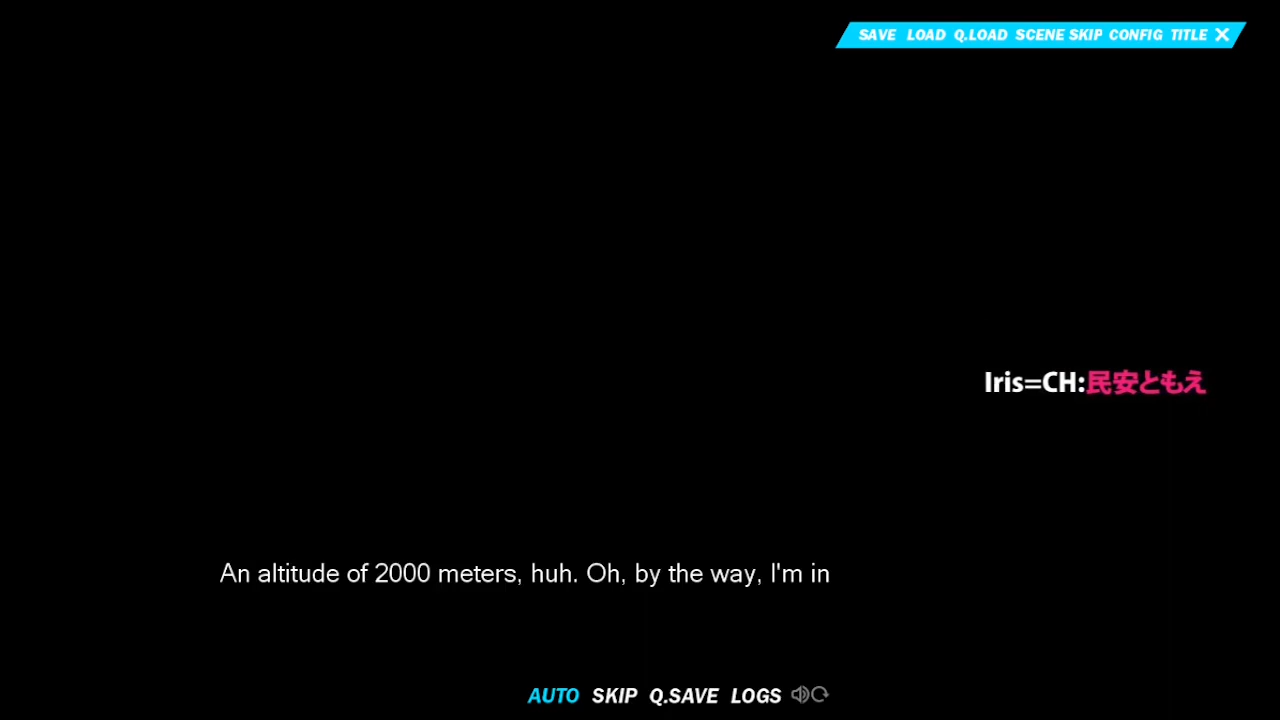 SAVE LOAD Q.LOAD SCENE SKIP CONFIG TITLE X
Iris=CH:民安ともえ
An altitude of 2000 meters, huh. Oh, by the way, I'm in
AUTO SKIP Q.SAVE LOGS